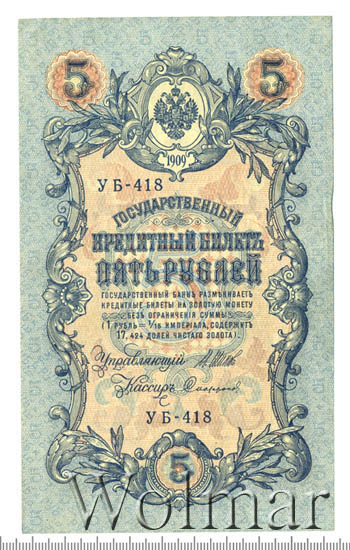 5 5
1909
УБ-418
ГОСУДАРСТВЕННЫЙ
КРЕДИТНЫЙ БИЛЕТЪ
ПЯТЬ РУБЛЕЙ
ГОСУДАРСТВЕННЫЙ БАНКЪ РАЗМѢНИВАЕТЪ
КРЕДИТНЫЕ БИЛЕТЫ НА ЗОЛОТУЮ МОНЕТУ
БЕЗЪ ОГРАНИЧЕНІЯ СУММЫ
(1 РУБЛЬ = 1/15 ИМПЕРІАЛА, СОДЕРЖИТЪ
17,424 ДОЛЕЙ ЧИСТАГО ЗОЛОТА).
Управляющій
Кассиръ
УБ-418
5
Wolmar